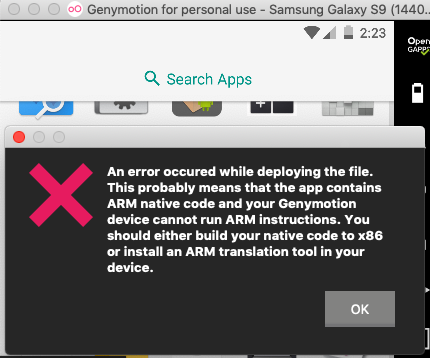 Genymotion for personal use - Samsung Galaxy S9 (1440..
2:23
Open
GAPPS
Search Apps
An error occured while deploying the file.
This probably means that the app contains
ARM native code and your Genymotion
device cannot run ARM instructions. You
should either build your native code to x86
or install an ARM translation tool in your
device.
OK